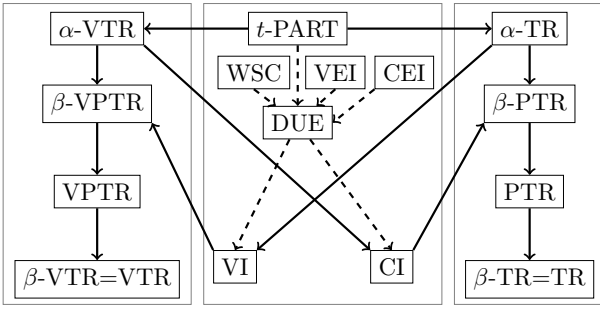 α-VTR t-PART α-TR
WSC VEI CEI
β-VPTR DUE β-PTR
VPTR PTR
VI CI
β-VTR=VTR β-TR=TR